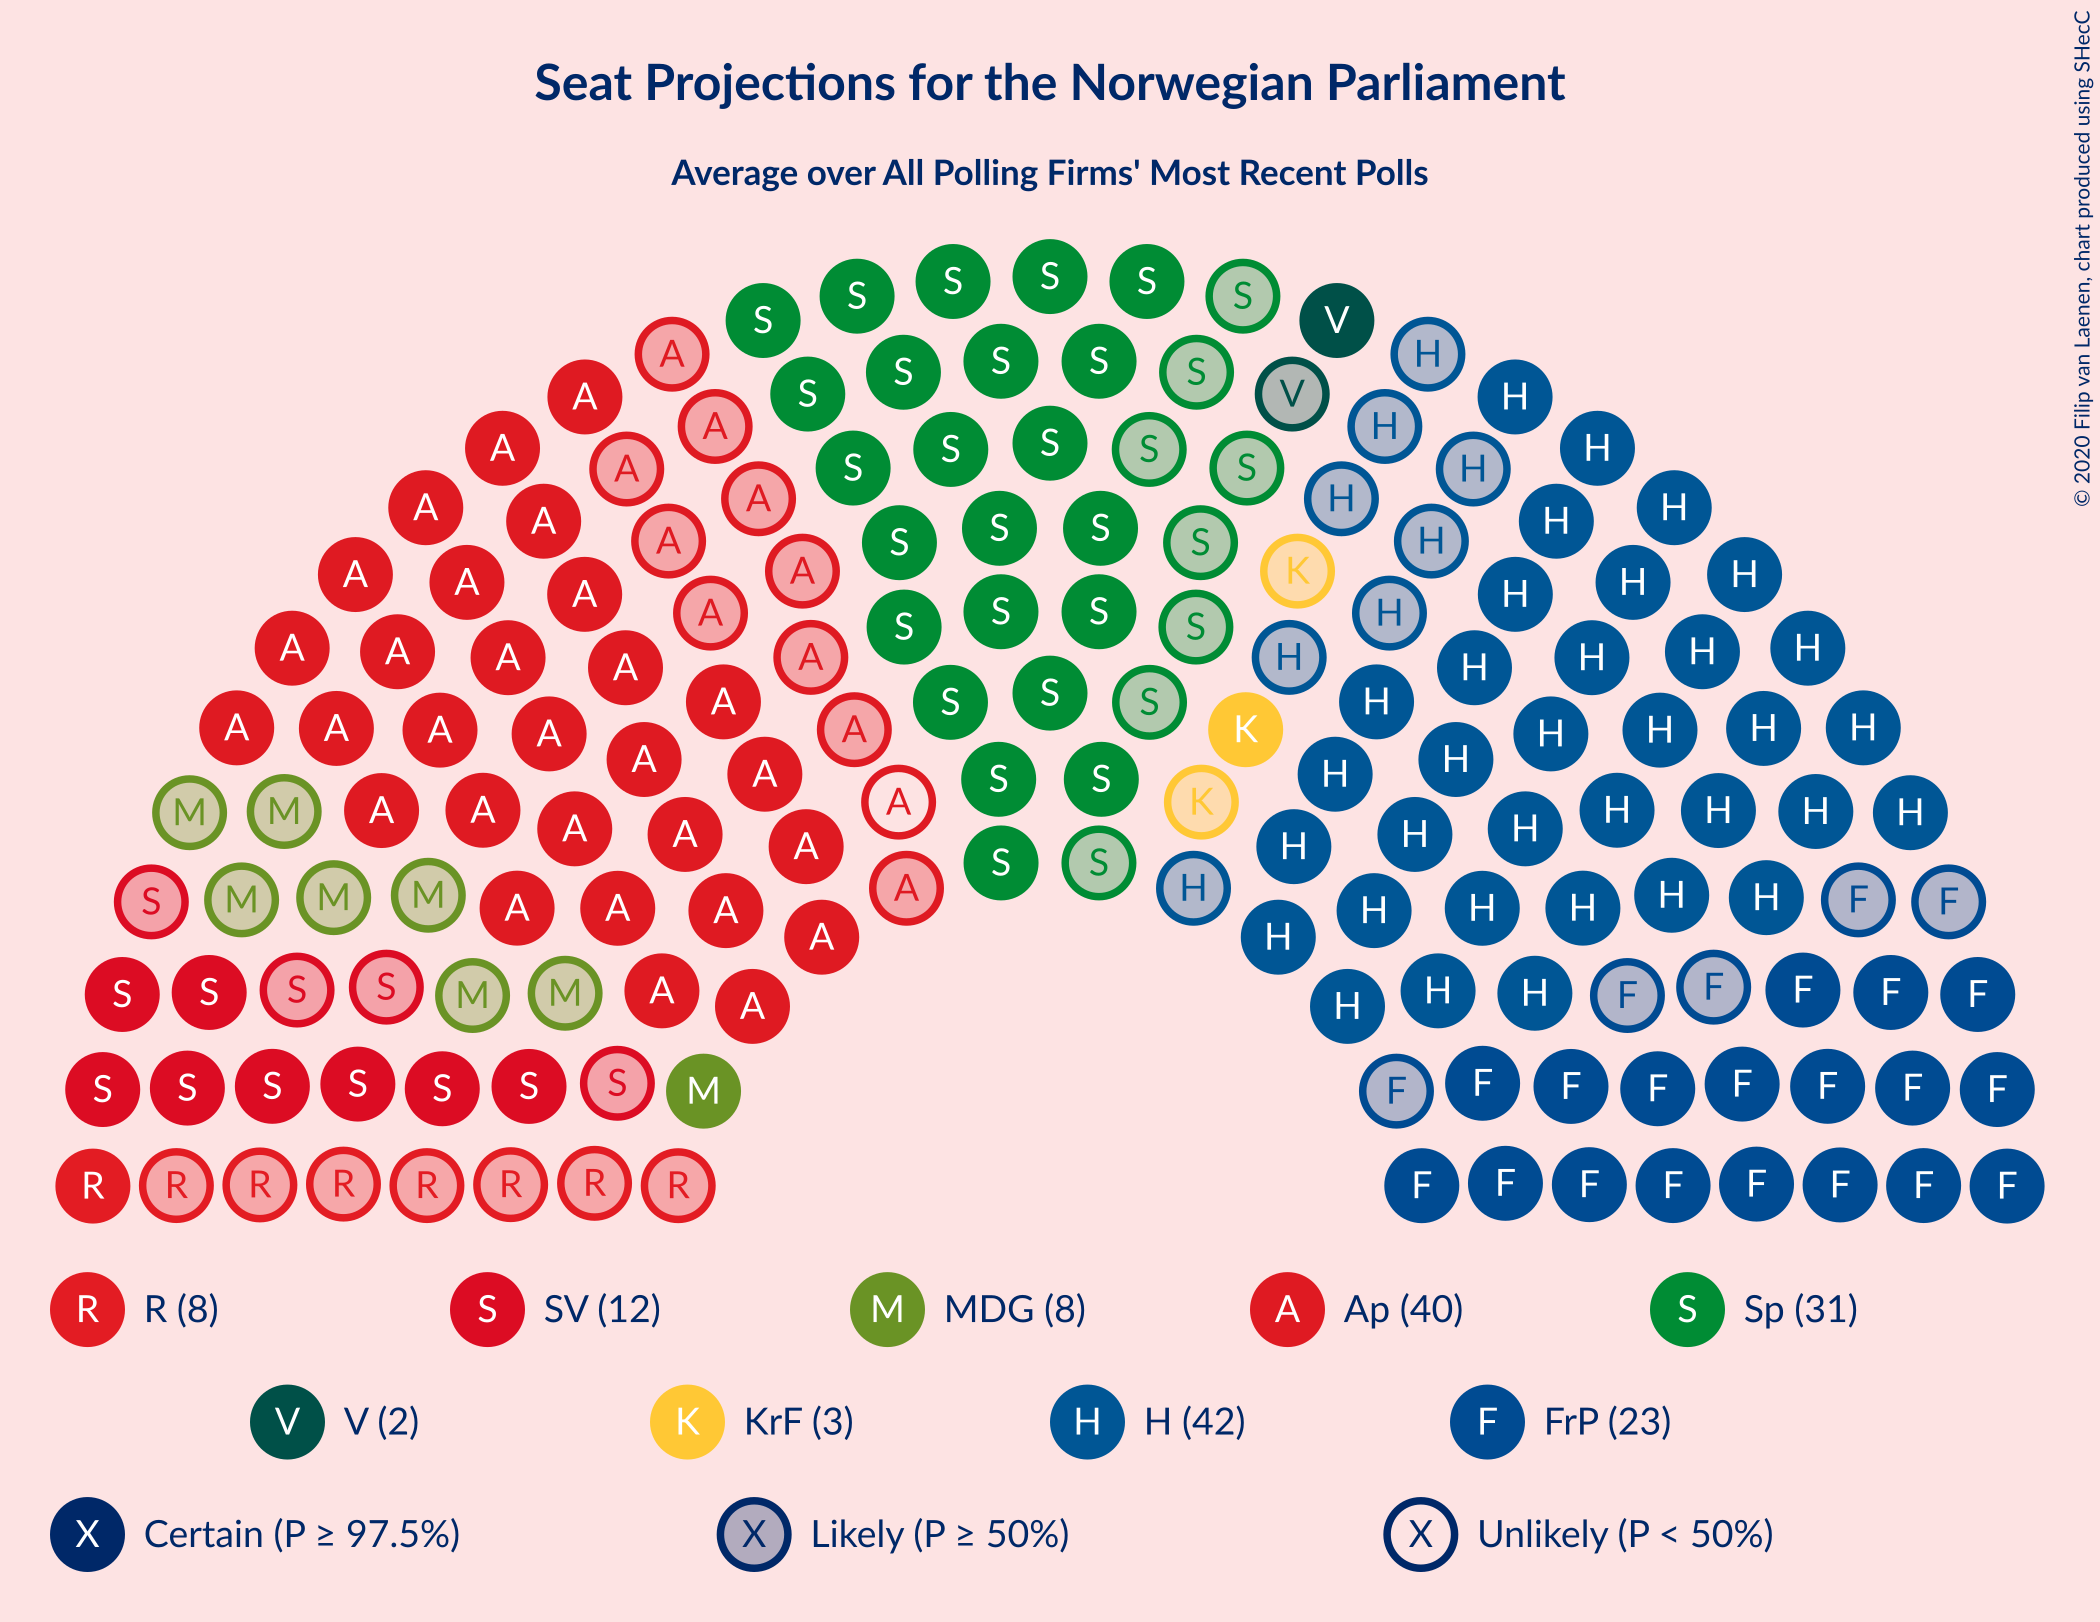 © 2020 Filip van Laenen, chart produced using SHecC
Seat Projections for the Norwegian Parliament
Average over All Polling Firms' Most Recent Polls
S S S S S
S V
A S S S S H
A S V H
A A S S S H H
A S S H
A A A S S H H H
A S S H
A A A A K H H H
A S S S S H
A A A A A H H H H H
A S S S H
A A A A A A K H H H H H
A S S H
M M A A A A A K H H H H H H
A S S H
S M M M A A A A H H H H H H F F
A H
S S S S M M A A H H H F F F F F
S S S S S S S M F F F F F F F F
R R R R R R R R F F F F F F F F
R R (8) S SV (12) M MDG (8) A Ap (40) S Sp (31)
V V (2) K KrF (3) H H (42) F FrP (23)
X Certain (P ≥ 97.5%) X Likely (P ≥ 50%) X Unlikely (P < 50%)